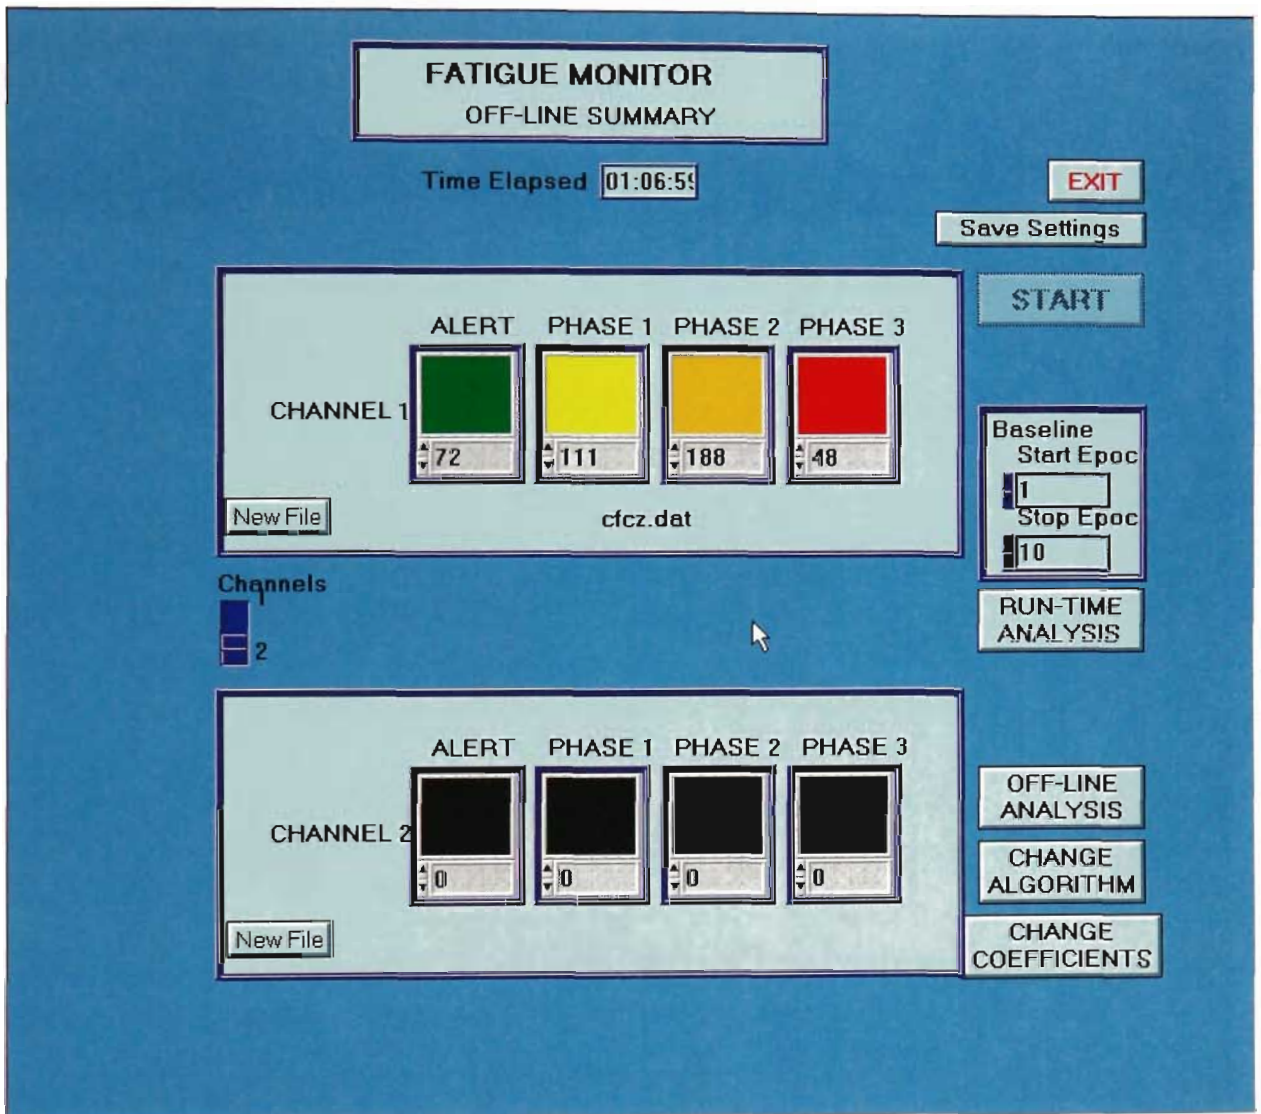 FATIGUE MONITOR
OFF-LINE SUMMARY
Time Elapsed 01:06:59
EXIT
Save Settings
START
ALERT PHASE 1 PHASE 2 PHASE 3
CHANNEL 1
72 111 188 48
New File
cfcz.dat
Baseline
Start Epoc
1
Stop Epoc
10
Channels
1
2
RUN-TIME
ANALYSIS
ALERT PHASE 1 PHASE 2 PHASE 3
CHANNEL 2
0 0 0 0
New File
OFF-LINE
ANALYSIS
CHANGE
ALGORITHM
CHANGE
COEFFICIENTS